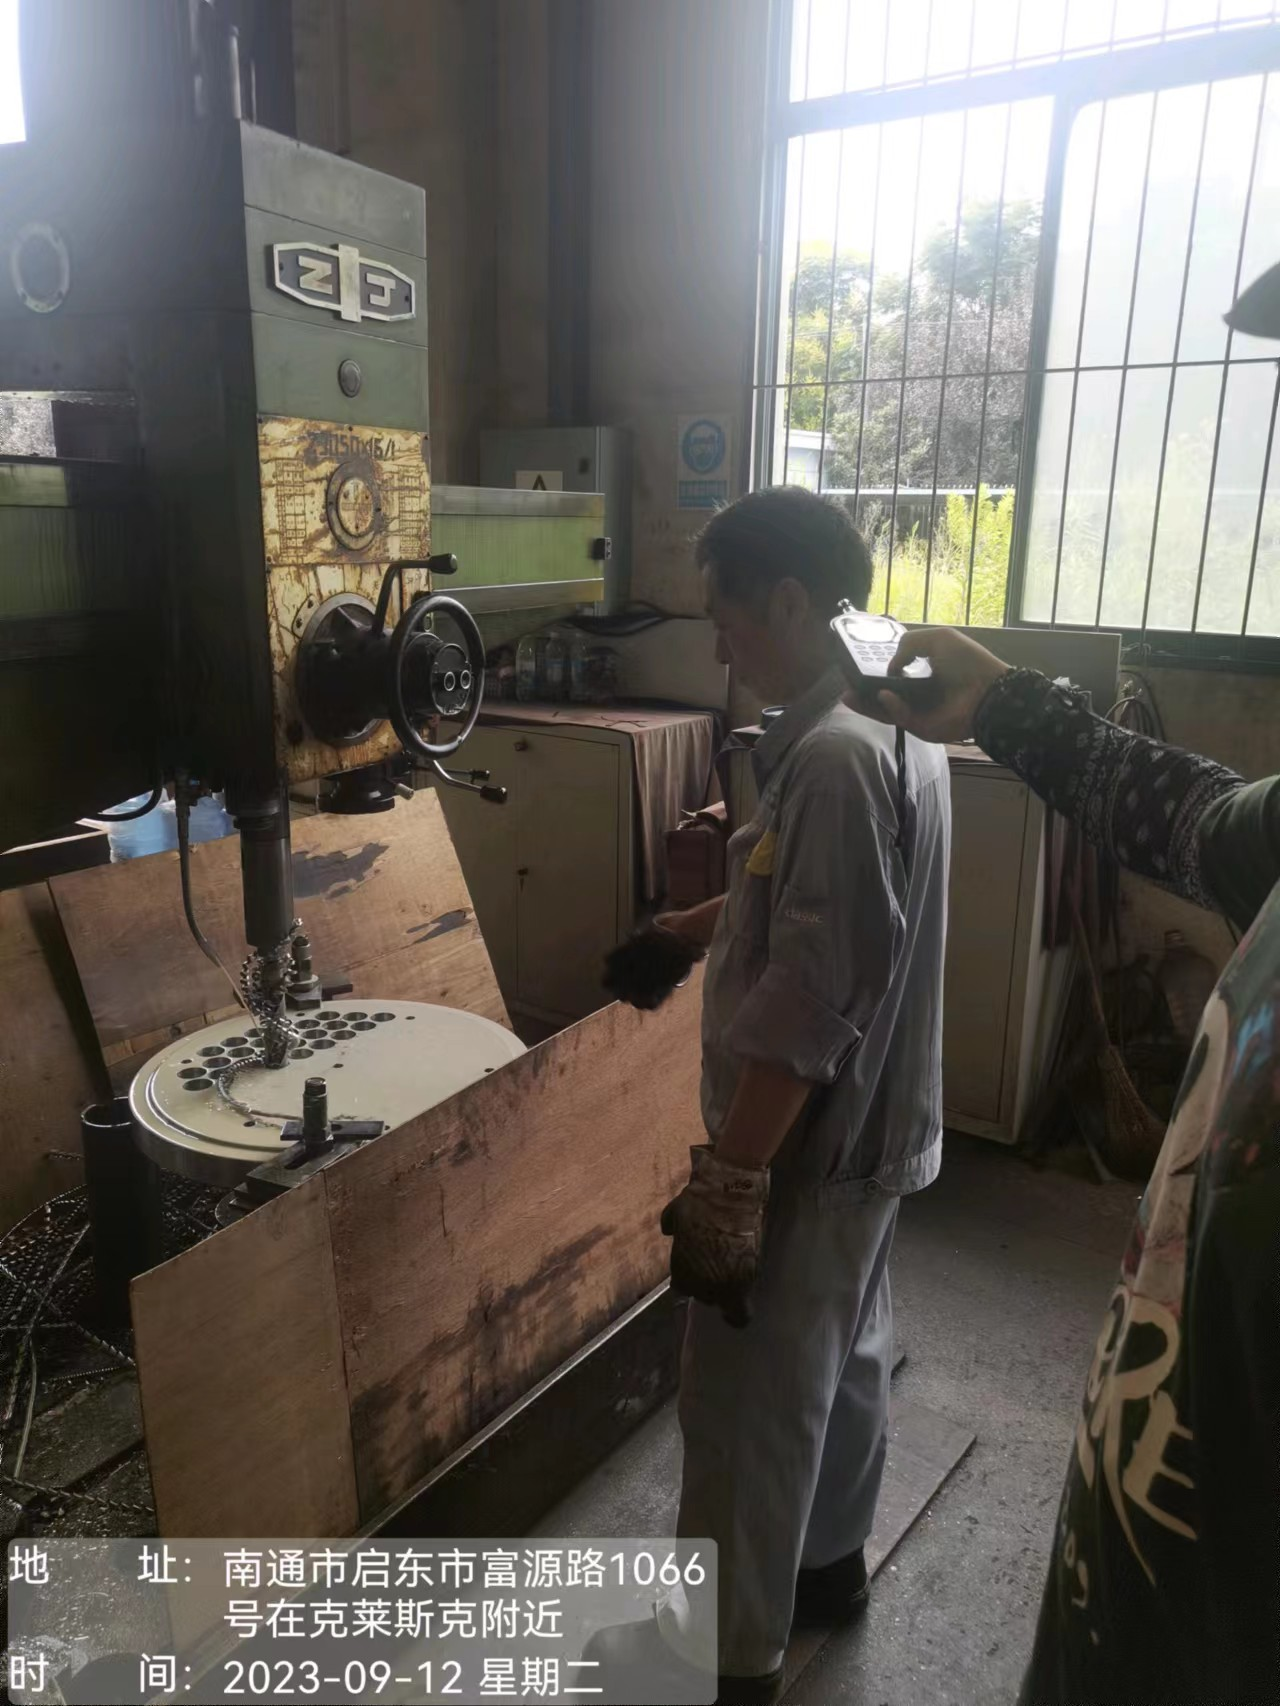 Z J
Z3050x16/1
classic
地 址: 南通市启东市富源路1066
号在克莱斯克附近
时 间: 2023-09-12 星期二